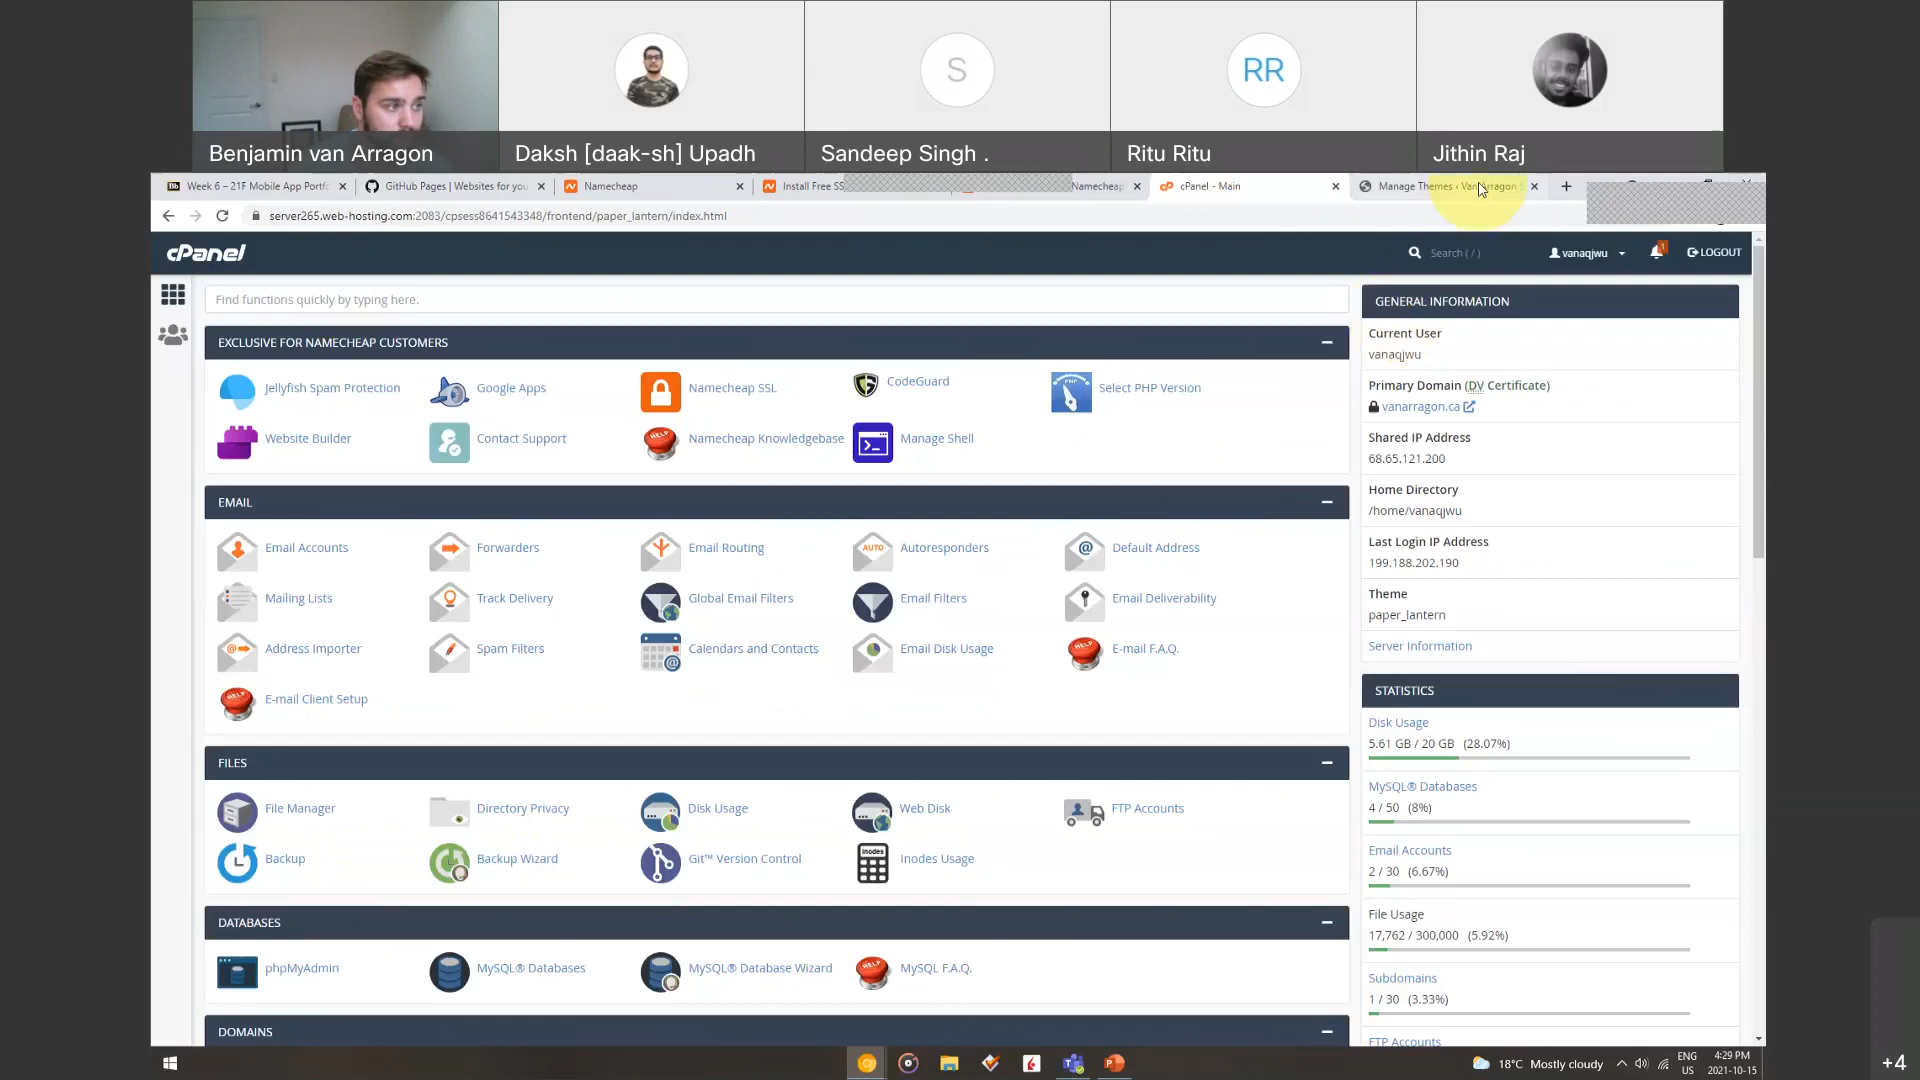 S
RR
Benjamin van Arragon
Daksh [daak-sh] Upadh
Sandeep Singh .
Ritu Ritu
Jithin Raj
Bb Week 6 – 21F Mobile App Portfo
GitHub Pages | Websites for you
Namecheap
Install Free SS
Namecheap
cP cPanel - Main
Manage Themes ‹ Van Arragon S
server265.web-hosting.com:2083/cpsess8641543348/frontend/paper_lantern/index.html
cPanel
Search ( / )
vanaqjwu
1
LOGOUT
Find functions quickly by typing here.
EXCLUSIVE FOR NAMECHEAP CUSTOMERS
Jellyfish Spam Protection
Google Apps
Namecheap SSL
CodeGuard
PHP
Select PHP Version
Website Builder
Contact Support
HELP
Namecheap Knowledgebase
Manage Shell
EMAIL
Email Accounts
Forwarders
Email Routing
AUTO
Autoresponders
Default Address
Mailing Lists
Track Delivery
Global Email Filters
Email Filters
Email Deliverability
Address Importer
Spam Filters
Calendars and Contacts
Email Disk Usage
HELP
E-mail F.A.Q.
HELP
E-mail Client Setup
FILES
File Manager
Directory Privacy
Disk Usage
Web Disk
FTP Accounts
Backup
Backup Wizard
Git™ Version Control
inodes
Inodes Usage
DATABASES
phpMyAdmin
MySQL® Databases
MySQL® Database Wizard
HELP
MySQL F.A.Q.
DOMAINS
GENERAL INFORMATION
Current User
vanaqjwu
Primary Domain (DV Certificate)
vanarragon.ca
Shared IP Address
68.65.121.200
Home Directory
/home/vanaqjwu
Last Login IP Address
199.188.202.190
Theme
paper_lantern
Server Information
STATISTICS
Disk Usage
5.61 GB / 20 GB (28.07%)
MySQL® Databases
4 / 50 (8%)
Email Accounts
2 / 30 (6.67%)
File Usage
17,762 / 300,000 (5.92%)
Subdomains
1 / 30 (3.33%)
FTP Accounts
18°C Mostly cloudy
ENG
US
4:29 PM
2021-10-15
+4